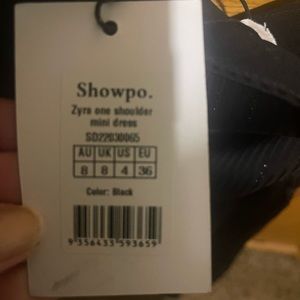 Showpo.
Zyra one shoulder
mini dress
SD22030065
AU UK US EU
8 8 4 36
Color: Black
9 356433 593659